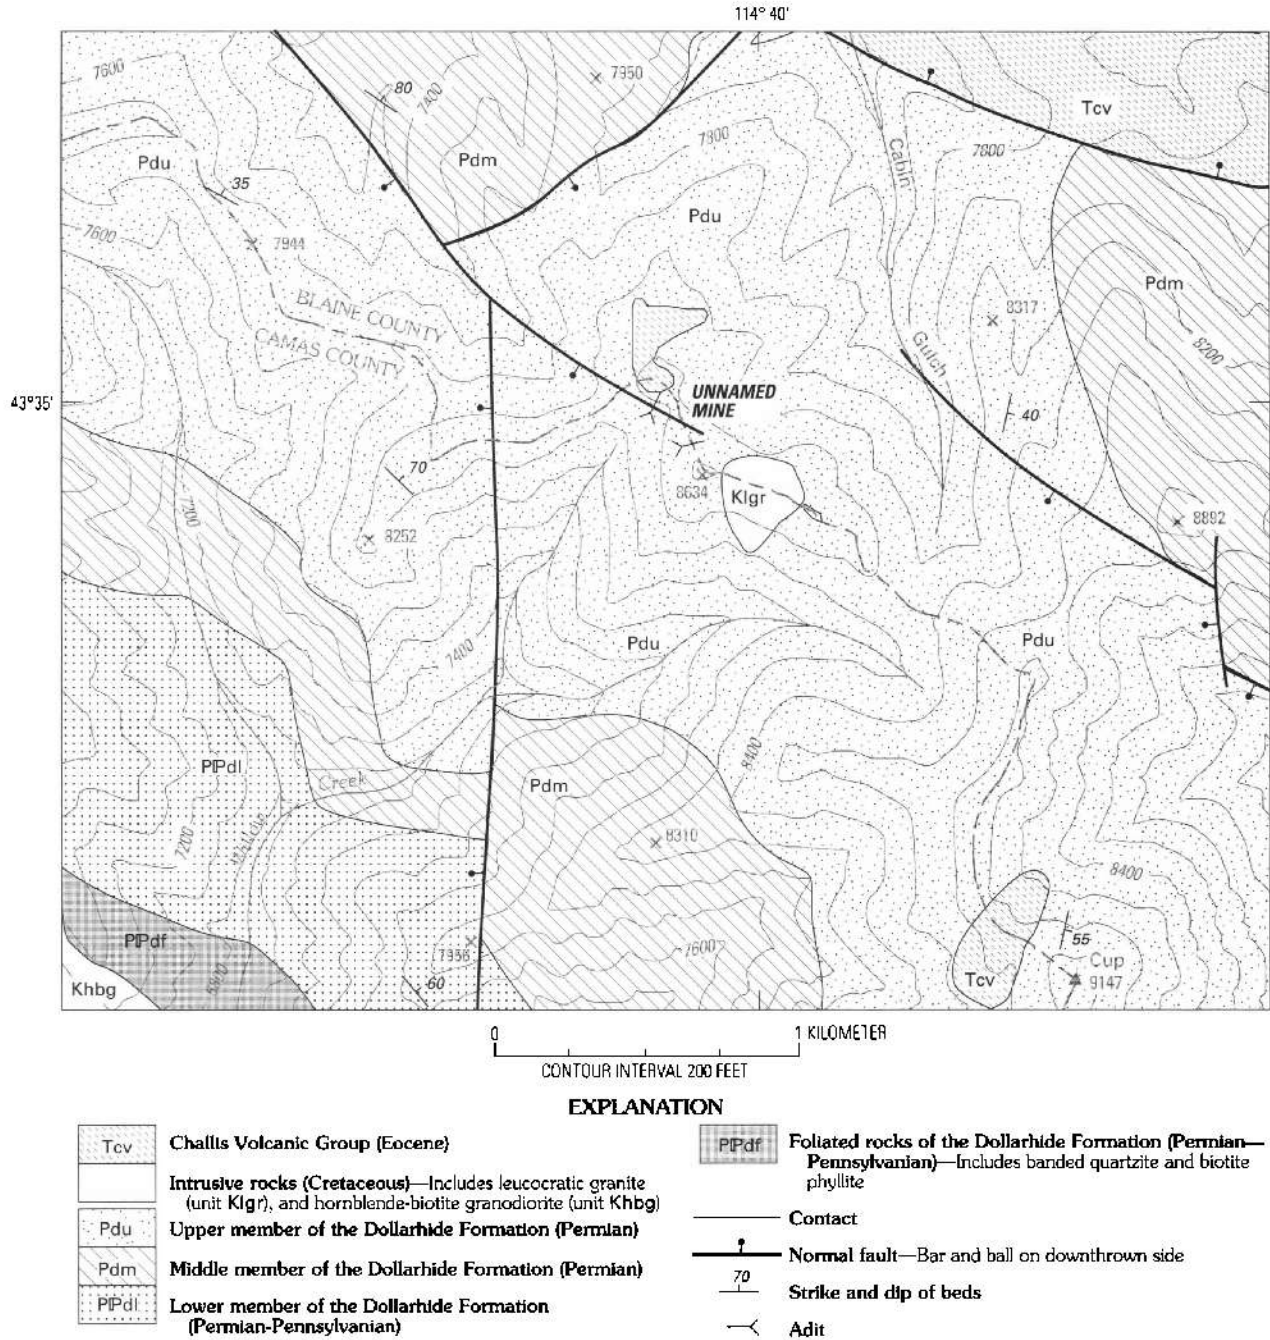 114° 40'
7600
80
7400
7950
Pdm
7800
Cabin
7800
Tcv
Pdu
35
7600
7944
Pdu
Pdm
BLAINE COUNTY
CAMAS COUNTY
8317
8200
Gulch
43°35'
UNNAMED
MINE
40
70
7200
8634
Klgr
8252
8892
7400
Pdu
Pdu
PIPdl
Creek
8400
Pdm
7200
8310
8400
PIPdf
7600
55
Cup
9147
Tcv
Khbg
60
0 1 KILOMETER
CONTOUR INTERVAL 200 FEET
EXPLANATION
Tcv Challis Volcanic Group (Eocene)
Intrusive rocks (Cretaceous)—Includes leucocratic granite
(unit Klgr), and hornblende-biotite granodiorite (unit Khbg)
Pdu Upper member of the Dollarhide Formation (Permian)
Pdm Middle member of the Dollarhide Formation (Permian)
PIPdl Lower member of the Dollarhide Formation
(Permian-Pennsylvanian)
PIPdf Foliated rocks of the Dollarhide Formation (Permian—
Pennsylvanian)—Includes banded quartzite and biotite
phyllite
Contact
Normal fault—Bar and ball on downthrown side
70
Strike and dip of beds
Adit